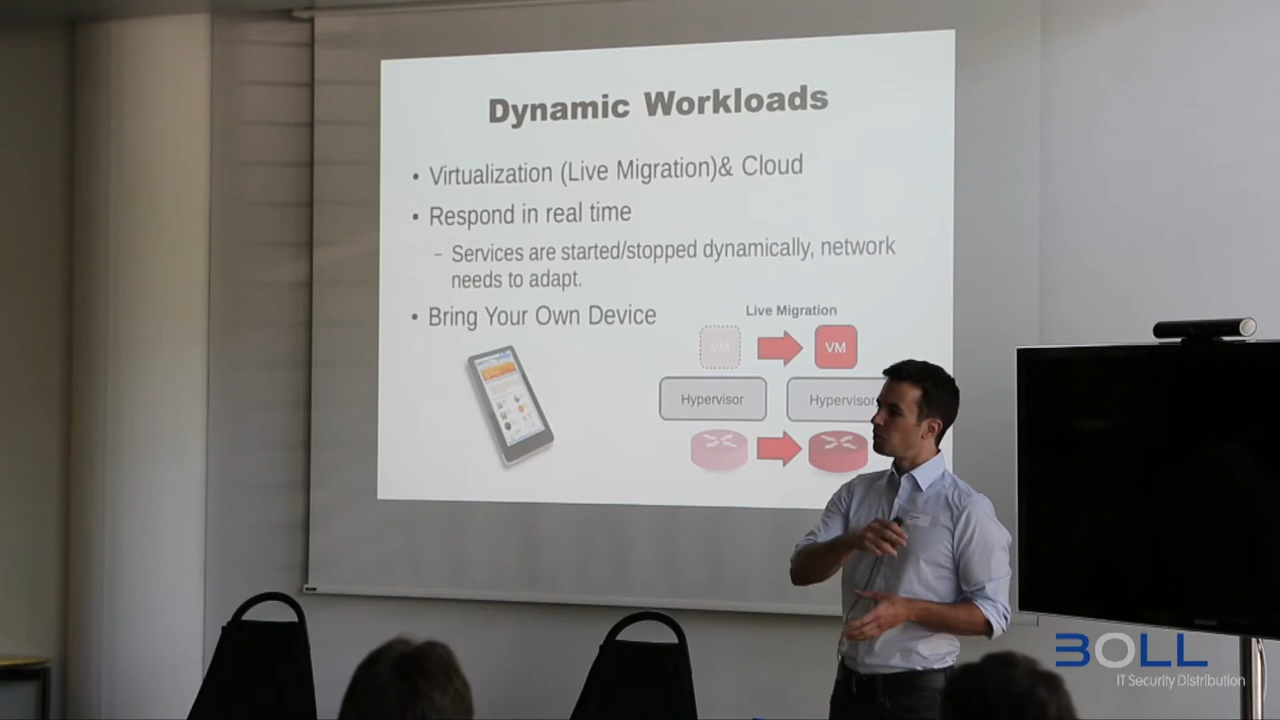 Dynamic Workloads
• Virtualization (Live Migration)& Cloud
• Respond in real time
– Services are started/stopped dynamically, network
needs to adapt.
• Bring Your Own Device
Live Migration
VM
VM
Hypervisor
Hypervisor
BOLL
IT Security Distribution